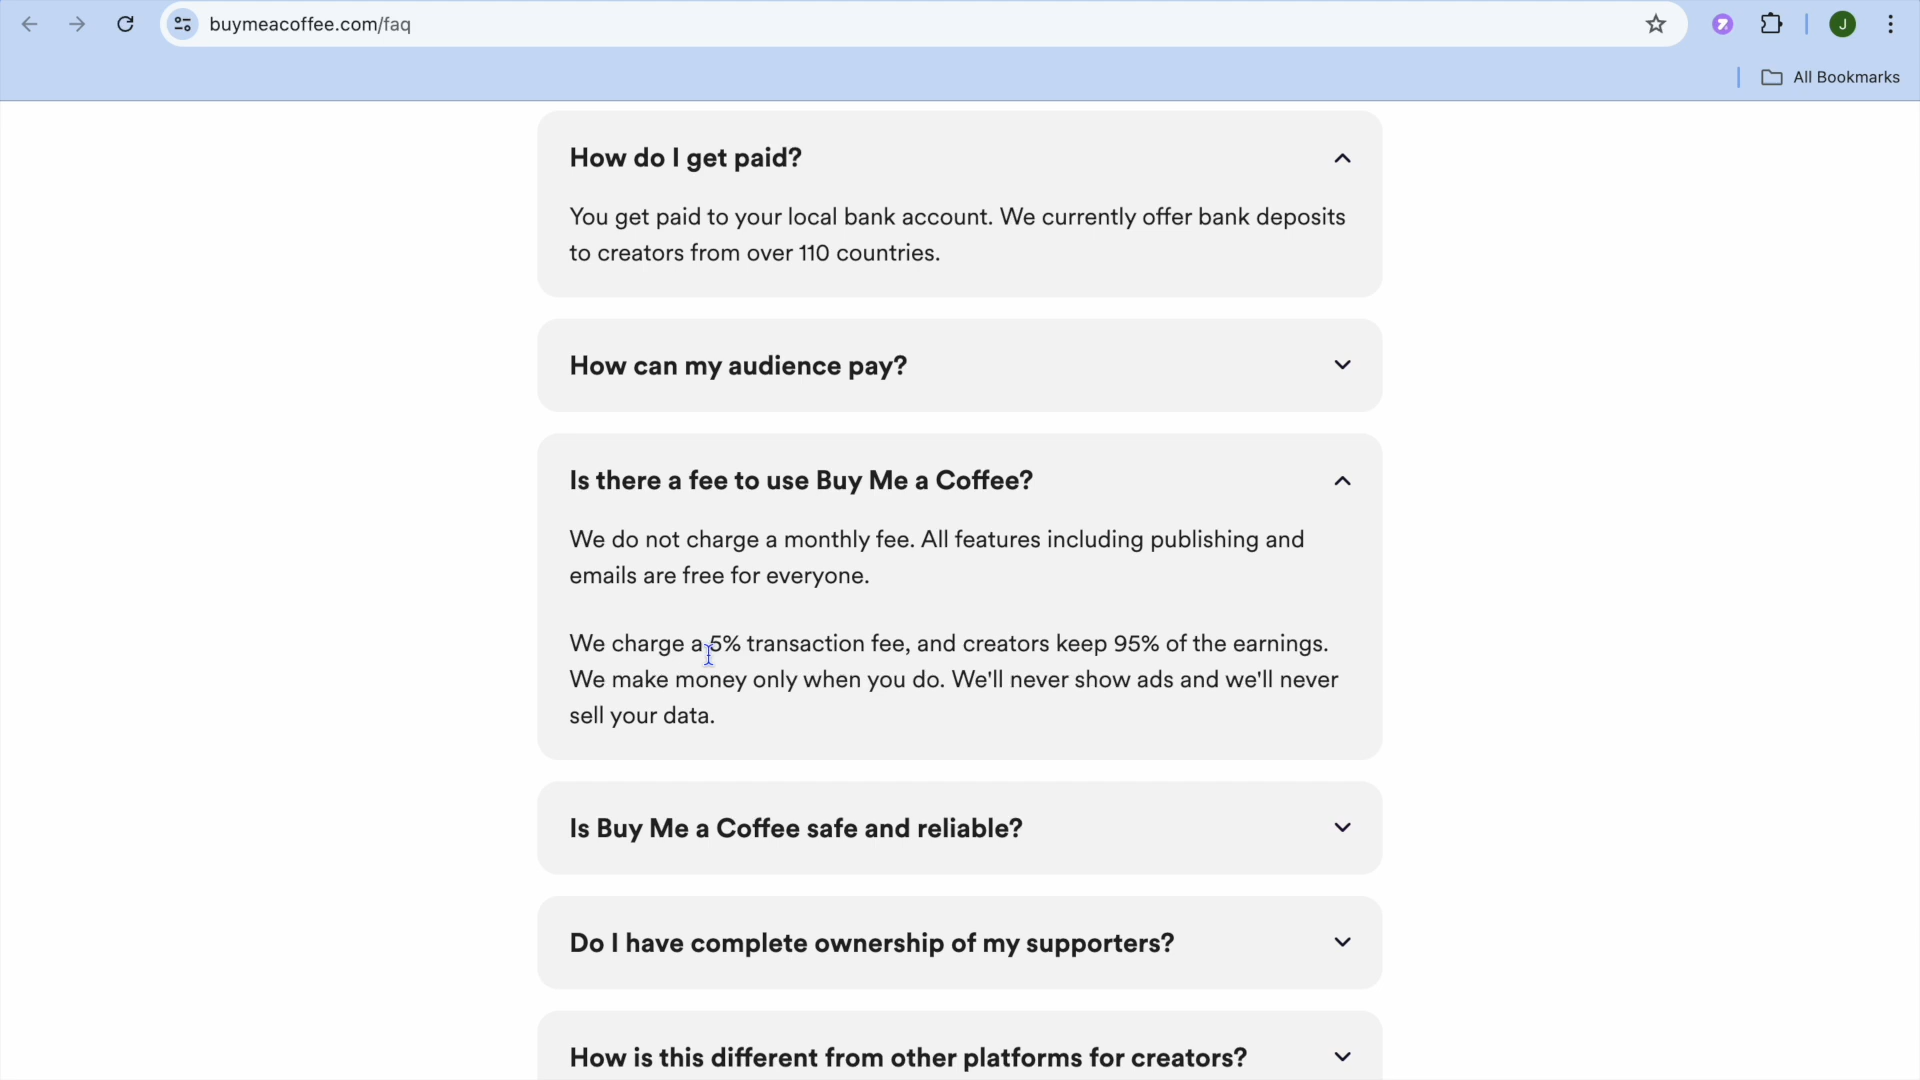 buymeacoffee.com/faq
J
All Bookmarks
How do I get paid?
You get paid to your local bank account. We currently offer bank deposits
to creators from over 110 countries.
How can my audience pay?
Is there a fee to use Buy Me a Coffee?
We do not charge a monthly fee. All features including publishing and
emails are free for everyone.
We charge a 5% transaction fee, and creators keep 95% of the earnings.
We make money only when you do. We'll never show ads and we'll never
sell your data.
Is Buy Me a Coffee safe and reliable?
Do I have complete ownership of my supporters?
How is this different from other platforms for creators?